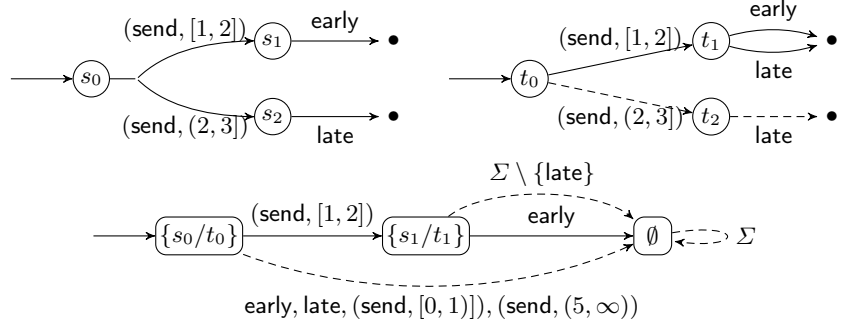 early
early
(send, [1, 2])
(send, [1, 2])
s₁
t₁
s₀
t₀
late
(send, (2, 3])
(send, (2, 3])
s₂
t₂
late
late
Σ \ {late}
(send, [1, 2])
early
{s₀/t₀}
{s₁/t₁}
∅
Σ
early, late, (send, [0, 1)]), (send, (5, ∞))